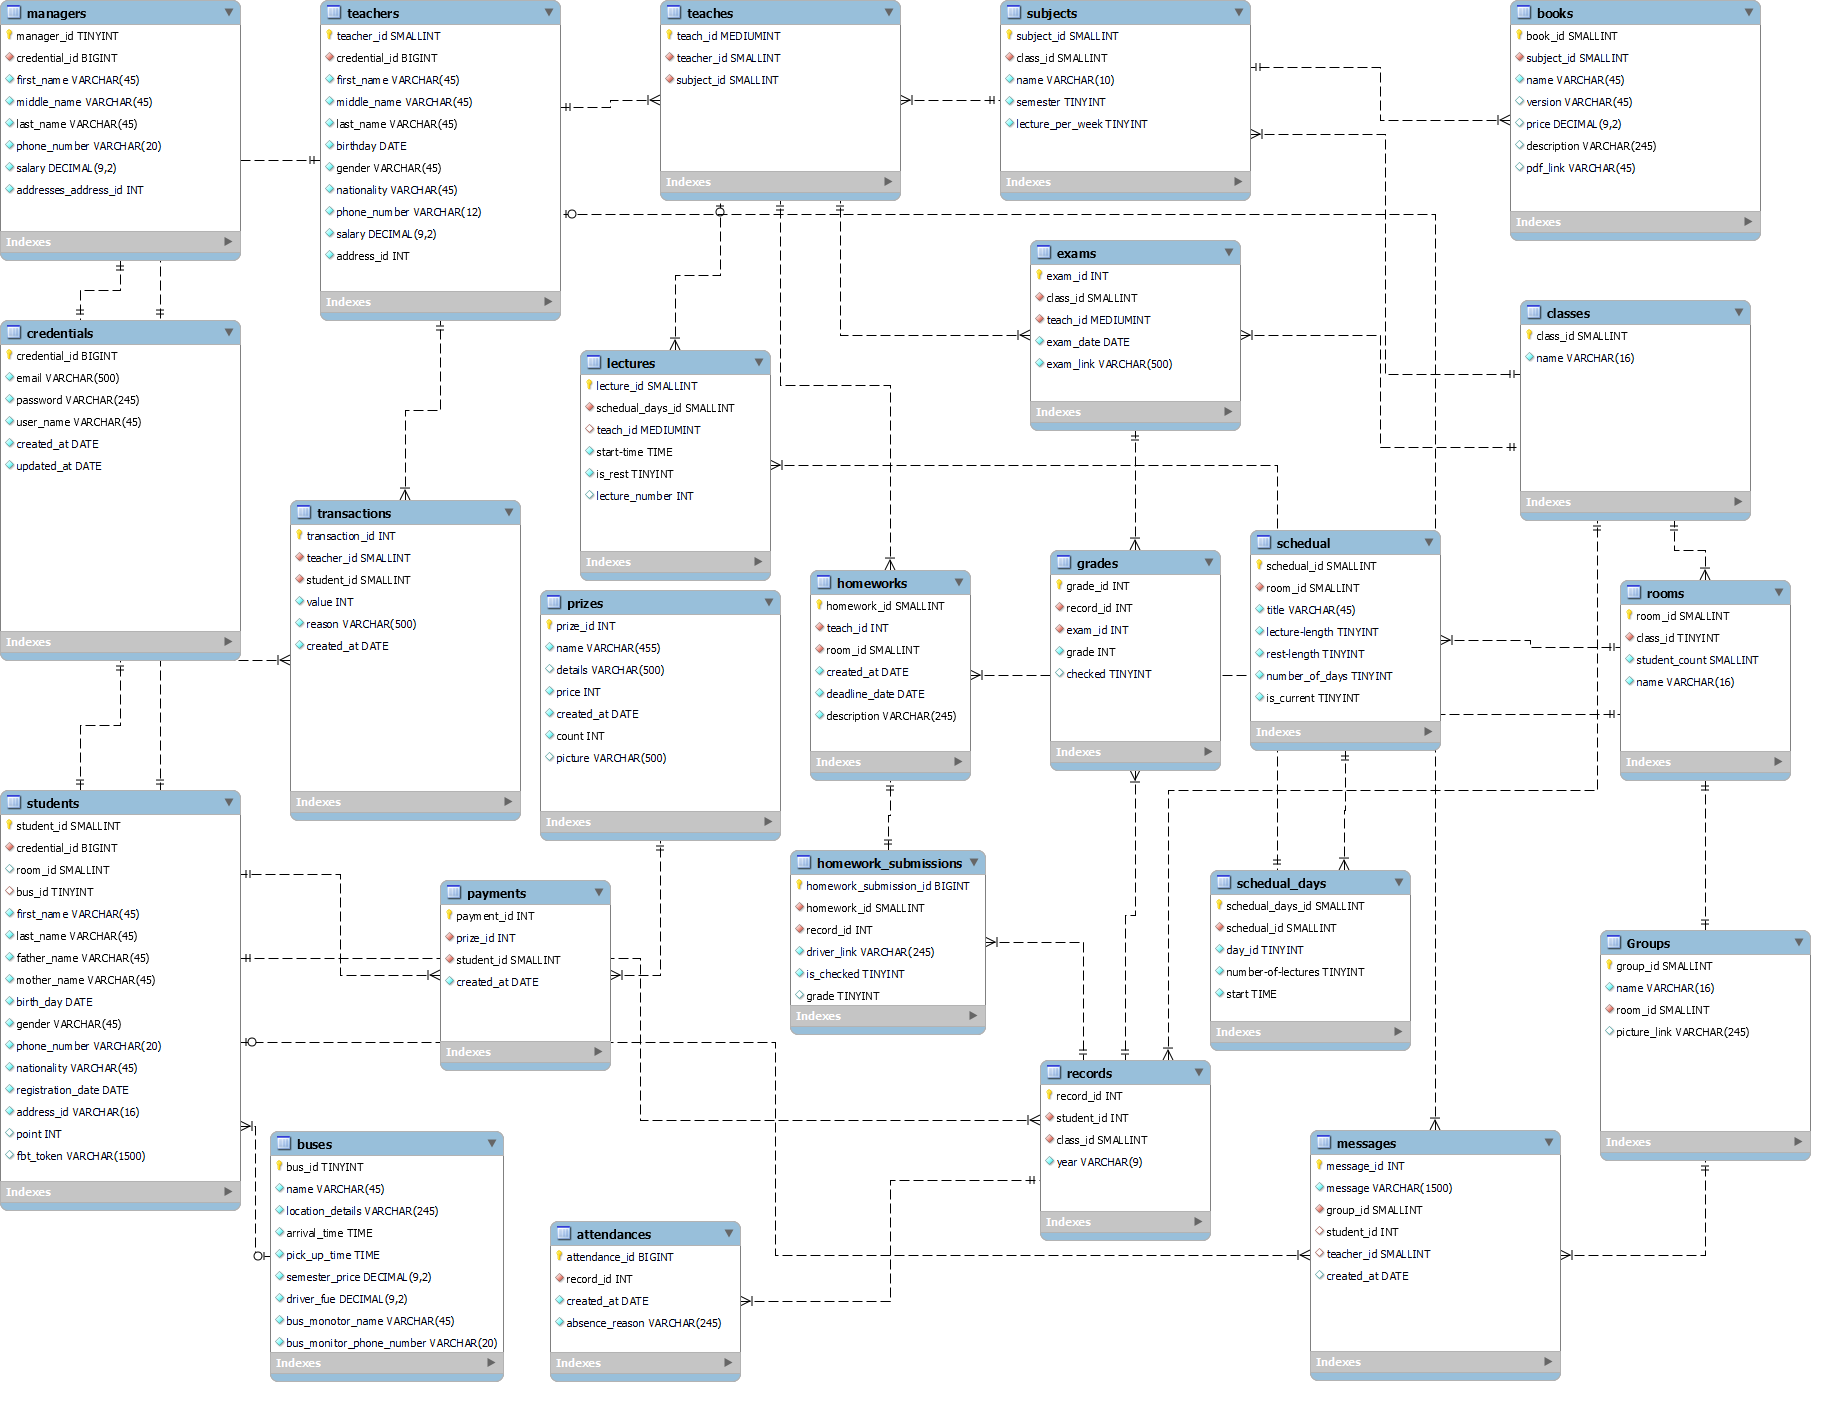 managers
manager_id TINYINT
credential_id BIGINT
first_name VARCHAR(45)
middle_name VARCHAR(45)
last_name VARCHAR(45)
phone_number VARCHAR(20)
salary DECIMAL(9,2)
addresses_address_id INT
Indexes
teachers
teacher_id SMALLINT
credential_id BIGINT
first_name VARCHAR(45)
middle_name VARCHAR(45)
last_name VARCHAR(45)
birthday DATE
gender VARCHAR(45)
nationality VARCHAR(45)
phone_number VARCHAR(12)
salary DECIMAL(9,2)
address_id INT
Indexes
teaches
teach_id MEDIUMINT
teacher_id SMALLINT
subject_id SMALLINT
Indexes
subjects
subject_id SMALLINT
class_id SMALLINT
name VARCHAR(10)
semester TINYINT
lecture_per_week TINYINT
Indexes
books
book_id SMALLINT
subject_id SMALLINT
name VARCHAR(45)
version VARCHAR(45)
price DECIMAL(9,2)
description VARCHAR(245)
pdf_link VARCHAR(45)
Indexes
credentials
credential_id BIGINT
email VARCHAR(500)
password VARCHAR(245)
user_name VARCHAR(45)
created_at DATE
updated_at DATE
Indexes
exams
exam_id INT
class_id SMALLINT
teach_id MEDIUMINT
exam_date DATE
exam_link VARCHAR(500)
Indexes
classes
class_id SMALLINT
name VARCHAR(16)
Indexes
lectures
lecture_id SMALLINT
schedual_days_id SMALLINT
teach_id MEDIUMINT
start-time TIME
is_rest TINYINT
lecture_number INT
Indexes
transactions
transaction_id INT
teacher_id SMALLINT
student_id SMALLINT
value INT
reason VARCHAR(500)
created_at DATE
Indexes
prizes
prize_id INT
name VARCHAR(455)
details VARCHAR(500)
price INT
created_at DATE
count INT
picture VARCHAR(500)
Indexes
homeworks
homework_id SMALLINT
teach_id INT
room_id SMALLINT
created_at DATE
deadline_date DATE
description VARCHAR(245)
Indexes
grades
grade_id INT
record_id INT
exam_id INT
grade INT
checked TINYINT
Indexes
schedual
schedual_id SMALLINT
room_id SMALLINT
title VARCHAR(45)
lecture-length TINYINT
rest-length TINYINT
number_of_days TINYINT
is_current TINYINT
Indexes
rooms
room_id SMALLINT
class_id TINYINT
student_count SMALLINT
name VARCHAR(16)
Indexes
students
student_id SMALLINT
credential_id BIGINT
room_id SMALLINT
bus_id TINYINT
first_name VARCHAR(45)
last_name VARCHAR(45)
father_name VARCHAR(45)
mother_name VARCHAR(45)
birth_day DATE
gender VARCHAR(45)
phone_number VARCHAR(20)
nationality VARCHAR(45)
registration_date DATE
address_id VARCHAR(16)
point INT
fbt_token VARCHAR(1500)
Indexes
payments
payment_id INT
prize_id INT
student_id SMALLINT
created_at DATE
Indexes
homework_submissions
homework_submission_id BIGINT
homework_id SMALLINT
record_id INT
driver_link VARCHAR(245)
is_checked TINYINT
grade TINYINT
Indexes
schedual_days
schedual_days_id SMALLINT
schedual_id SMALLINT
day_id TINYINT
number-of-lectures TINYINT
start TIME
Indexes
Groups
group_id SMALLINT
name VARCHAR(16)
room_id SMALLINT
picture_link VARCHAR(245)
Indexes
records
record_id INT
student_id INT
class_id SMALLINT
year VARCHAR(9)
Indexes
buses
bus_id TINYINT
name VARCHAR(45)
location_details VARCHAR(245)
arrival_time TIME
pick_up_time TIME
semester_price DECIMAL(9,2)
driver_fue DECIMAL(9,2)
bus_monotor_name VARCHAR(45)
bus_monitor_phone_number VARCHAR(20)
Indexes
attendances
attendance_id BIGINT
record_id INT
created_at DATE
absence_reason VARCHAR(245)
Indexes
messages
message_id INT
message VARCHAR(1500)
group_id SMALLINT
student_id INT
teacher_id SMALLINT
created_at DATE
Indexes